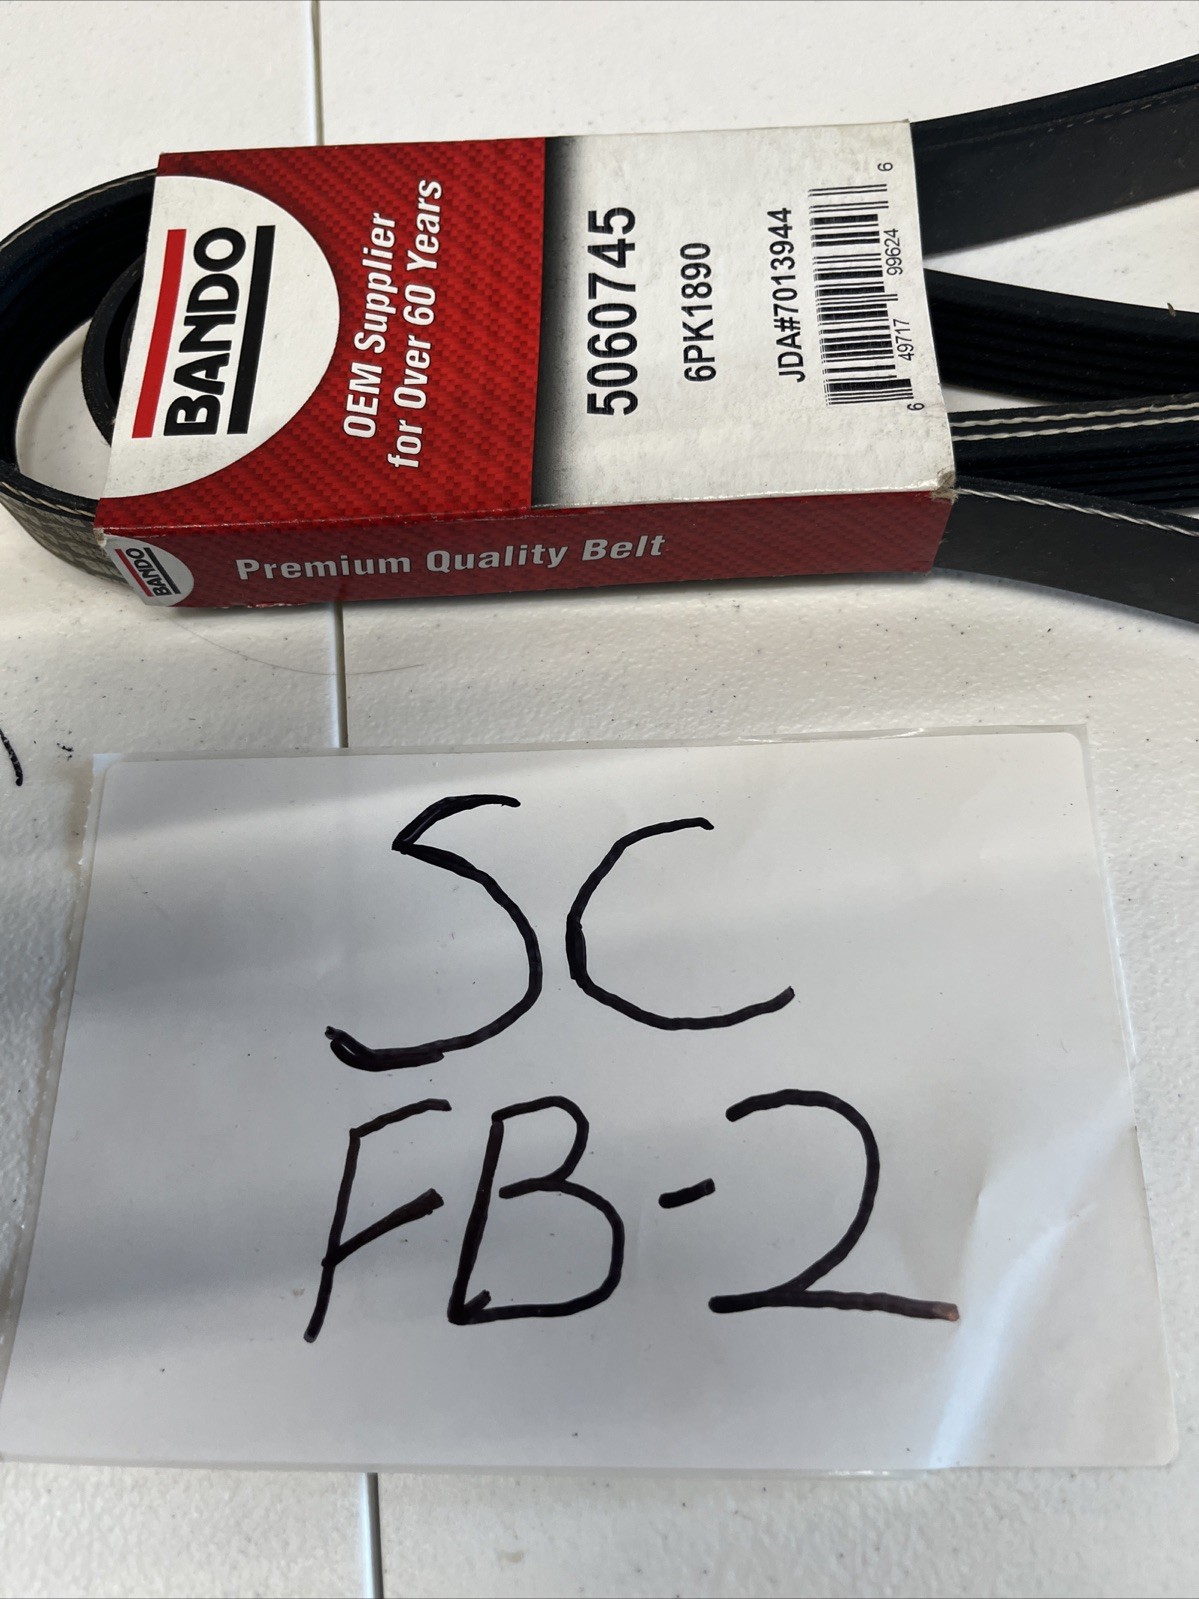 BANDO
OEM Supplier
for Over 60 Years
5060745
6PK1890
JDA#7013944
6 49717 99624 6
BANDO
Premium Quality Belt
SC
FB-2